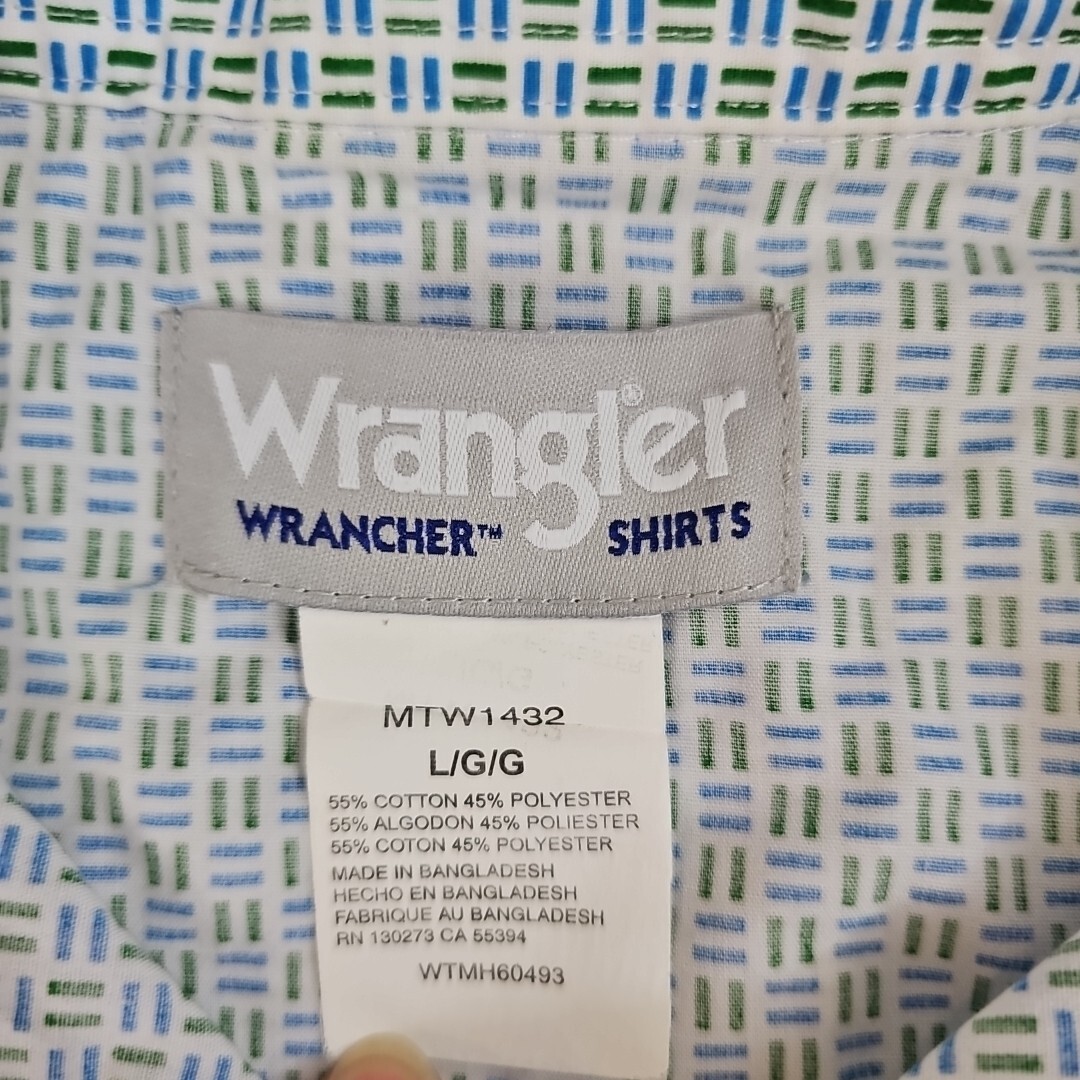 Wrangler®
WRANCHER™ SHIRTS
MTW1432
L/G/G
55% COTTON 45% POLYESTER
55% ALGODON 45% POLIESTER
55% COTON 45% POLYESTER
MADE IN BANGLADESH
HECHO EN BANGLADESH
FABRIQUE AU BANGLADESH
RN 130273 CA 55394
WTMH60493